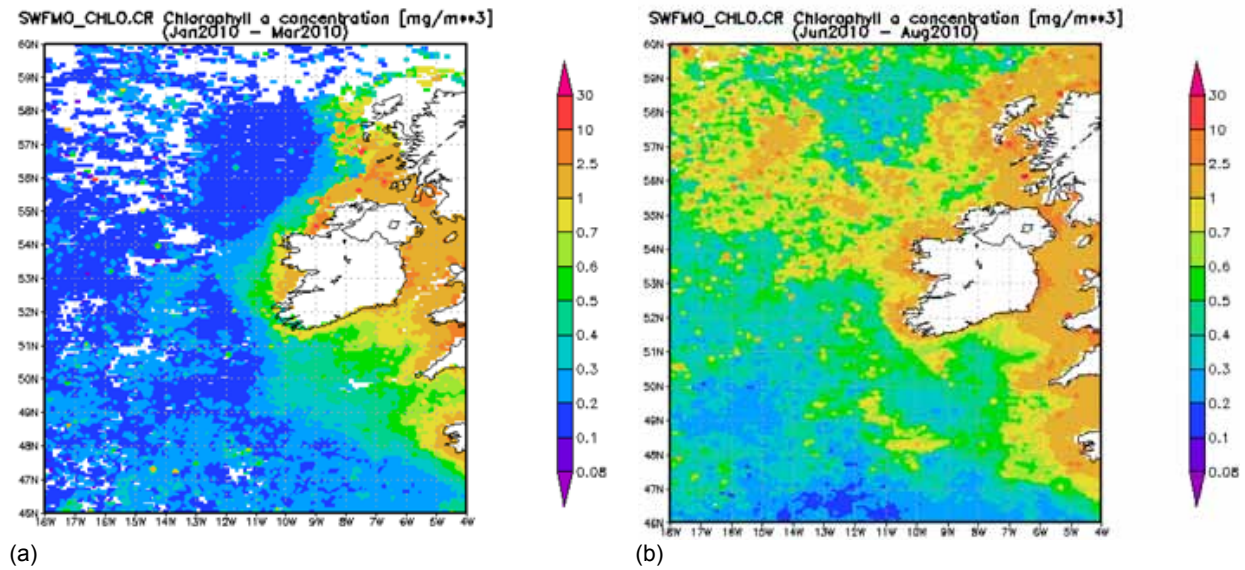 SWFMO_CHLO.CR Chlorophyll a concentration [mg/m**3]
(Jan2010 – Mar2010)
60N
59N
58N
57N
56N
55N
54N
53N
52N
51N
50N
49N
48N
47N
46N
18W 17W 16W 15W 14W 13W 12W 11W 10W 9W 8W 7W 6W 5W 4W
30
10
2.5
1
0.7
0.6
0.5
0.4
0.3
0.2
0.1
0.08
(a)
SWFMO_CHLO.CR Chlorophyll a concentration [mg/m**3]
(Jun2010 – Aug2010)
60N
59N
58N
57N
56N
55N
54N
53N
52N
51N
50N
49N
48N
47N
46N
18W 17W 16W 15W 14W 13W 12W 11W 10W 9W 8W 7W 6W 5W 4W
30
10
2.5
1
0.7
0.6
0.5
0.4
0.3
0.2
0.1
0.08
(b)